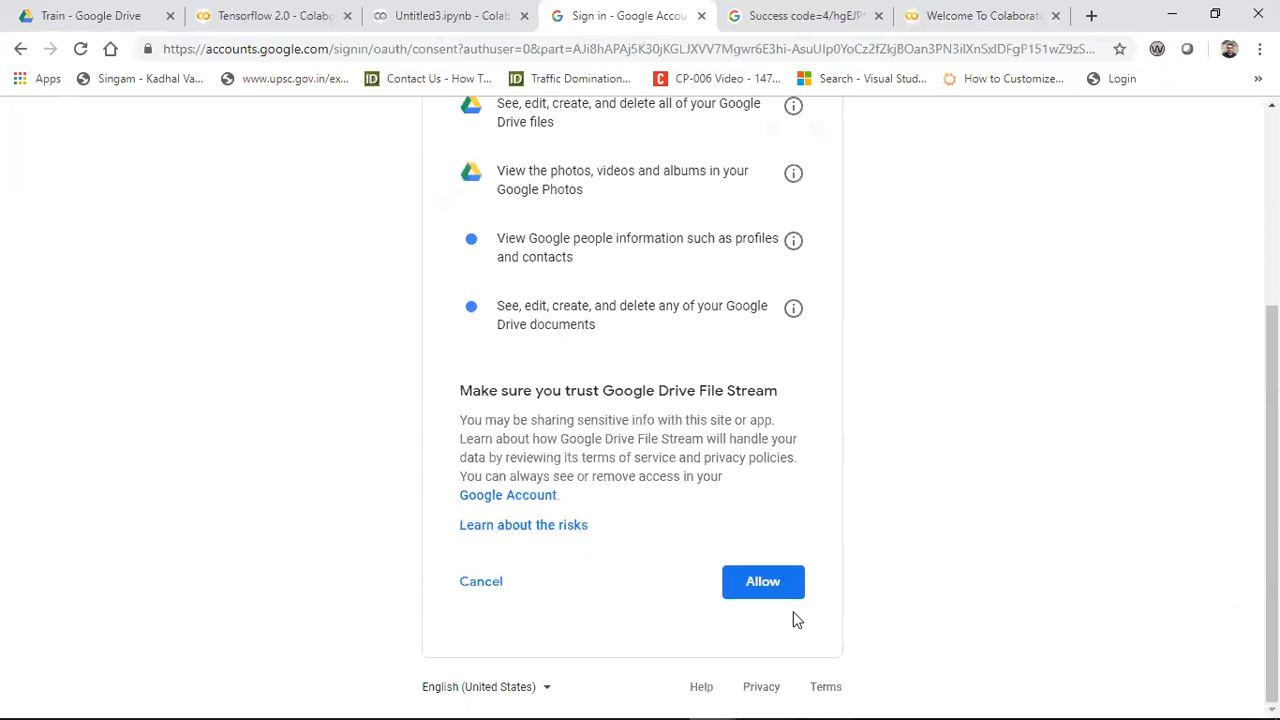 Train - Google Drive
Tensorflow 2.0 - Colabo
Untitled3.ipynb - Colab
Sign in - Google Accou
Success code=4/hgEJP
Welcome To Colaborato
https://accounts.google.com/signin/oauth/consent?authuser=0&part=
Apps
Singam - Kadhal Va...
www.upsc.gov.in/ex...
Contact Us - How T...
Traffic Domination...
CP-006 Video - 147...
Search - Visual Stud...
How to Customize...
Login
»
See, edit, create, and delete all of your Google
Drive files
View the photos, videos and albums in your
Google Photos
View Google people information such as profiles
and contacts
See, edit, create, and delete any of your Google
Drive documents
Make sure you trust Google Drive File Stream
You may be sharing sensitive info with this site or app.
Learn about how Google Drive File Stream will handle your
data by reviewing its terms of service and privacy policies.
You can always see or remove access in your
Google Account.
Learn about the risks
Cancel
Allow
English (United States)
Help
Privacy
Terms